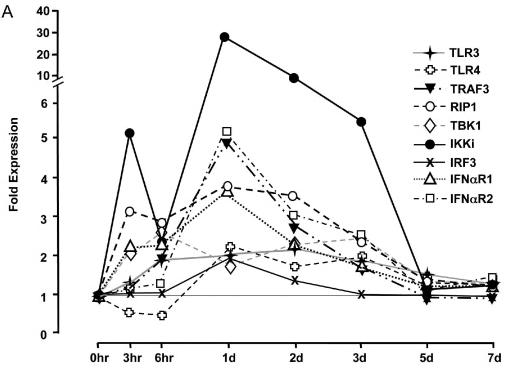 A
40
30
20
10
6
5
4
3
2
1
0
Fold Expression
0hr 3hr 6hr 1d 2d 3d 5d 7d
TLR3
TLR4
TRAF3
RIP1
TBK1
IKKi
IRF3
IFNαR1
IFNαR2